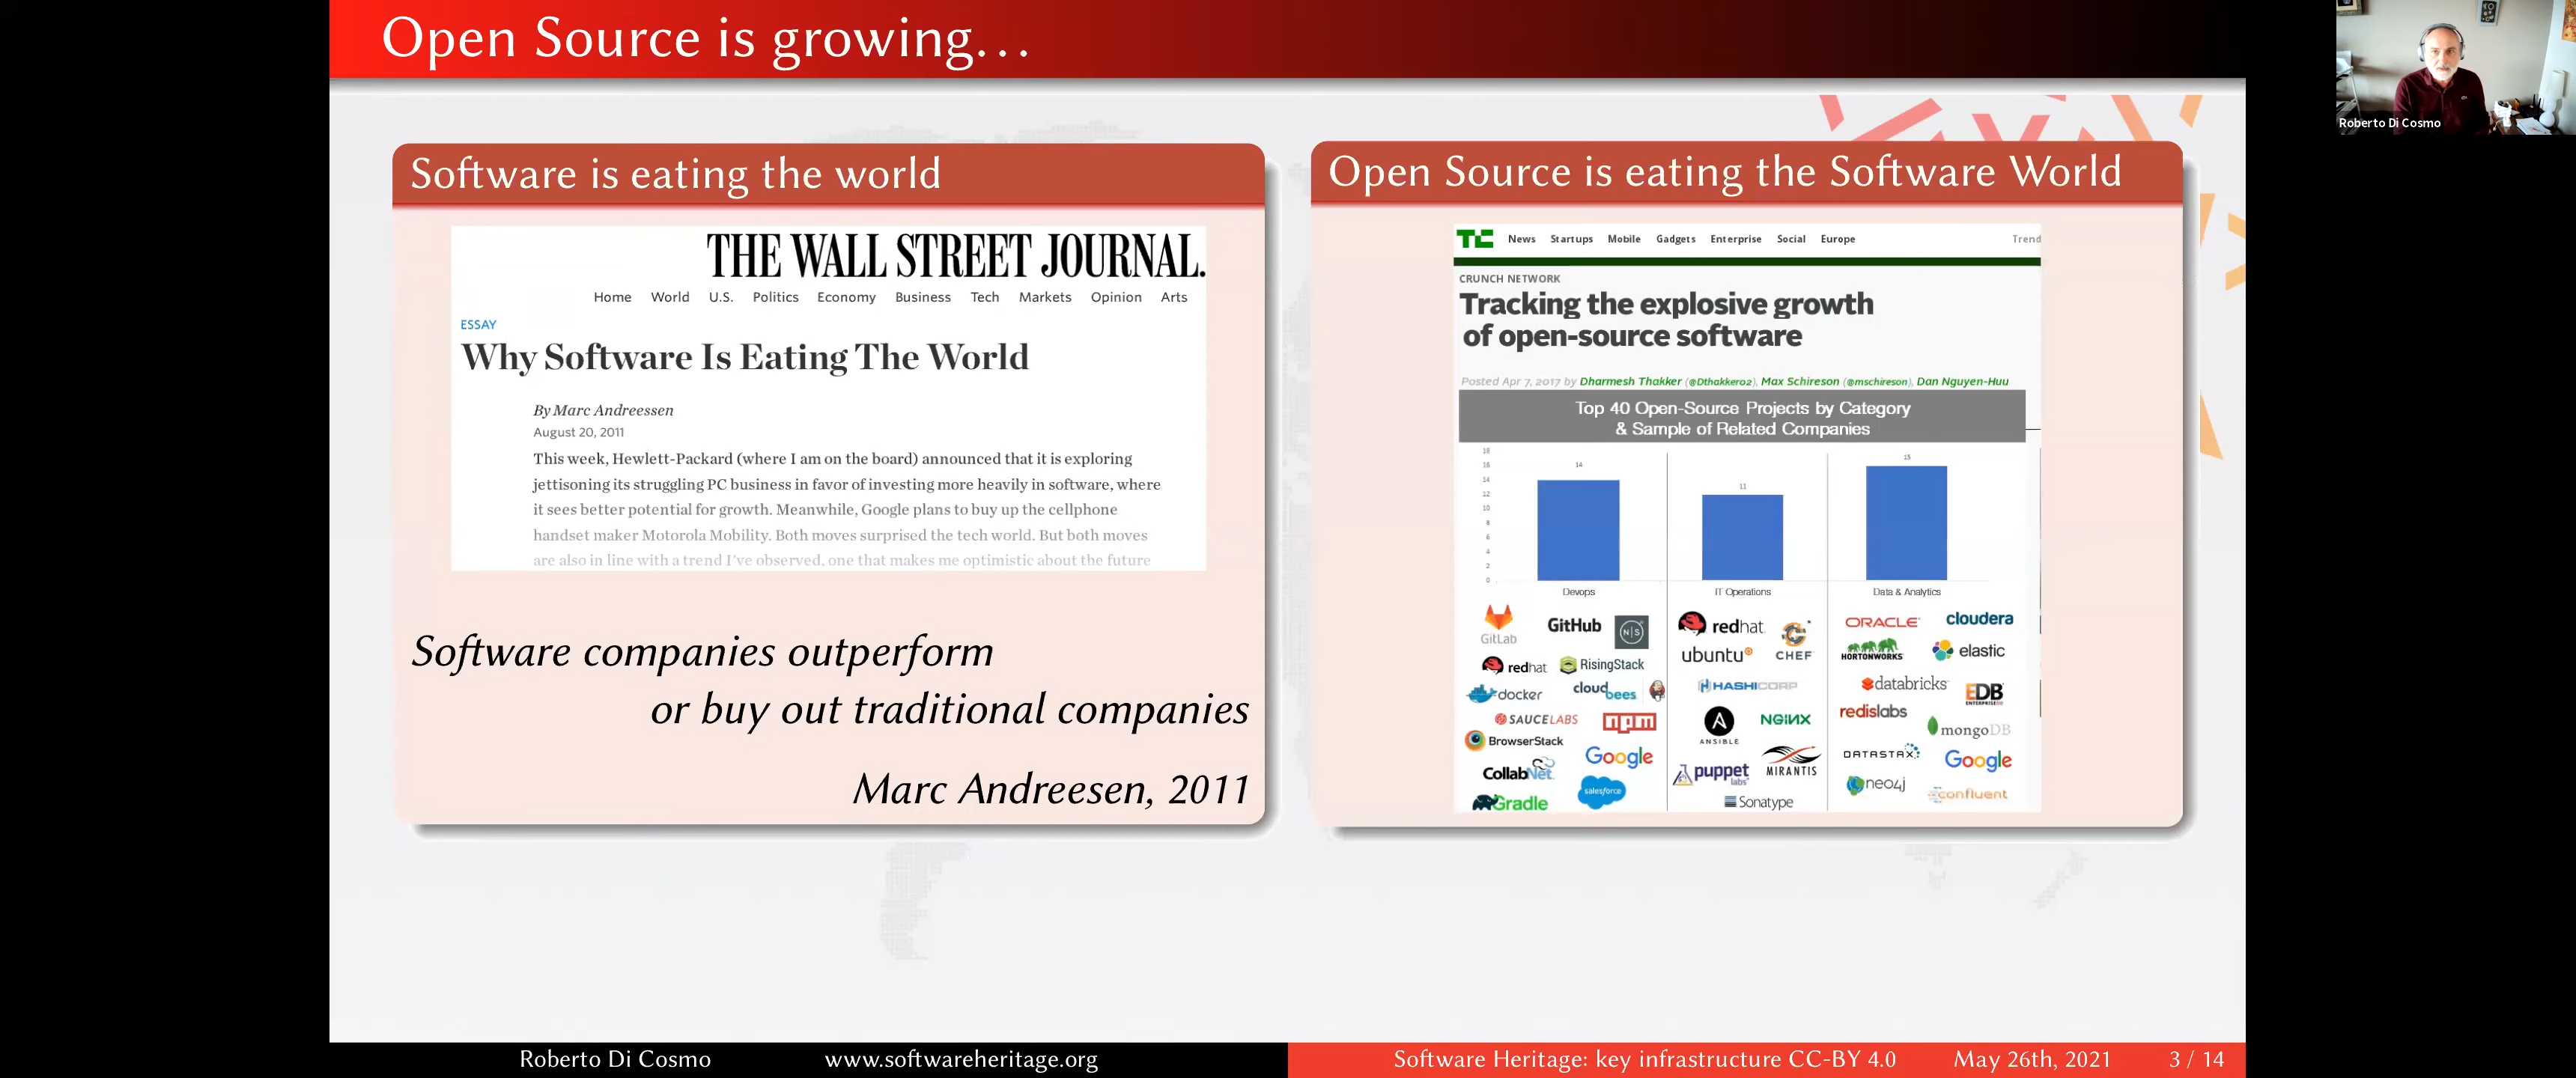 Open Source is growing…
Roberto Di Cosmo
Software is eating the world
THE WALL STREET JOURNAL.
Home World U.S. Politics Economy Business Tech Markets Opinion Arts
ESSAY
Why Software Is Eating The World
By Marc Andreessen
August 20, 2011
This week, Hewlett-Packard (where I am on the board) announced that it is exploring
jettisoning its struggling PC business in favor of investing more heavily in software, where
it sees better potential for growth. Meanwhile, Google plans to buy up the cellphone
handset maker Motorola Mobility. Both moves surprised the tech world. But both moves
are also in line with a trend I've observed, one that makes me optimistic about the future
Software companies outperform
or buy out traditional companies
Marc Andreesen, 2011
Open Source is eating the Software World
TC News Startups Mobile Gadgets Enterprise Social Europe Trend
CRUNCH NETWORK
Tracking the explosive growth
of open-source software
Posted Apr 7, 2017 by Dharmesh Thakker (@Dthakker02), Max Schireson (@mschireson), Dan Nguyen-Huu
Top 40 Open-Source Projects by Category
& Sample of Related Companies
18
16
14
12
10
8
6
4
2
0
14
11
15
Devops
IT Operations
Data & Analytics
GitLab
GitHub
N|S
redhat
RisingStack
docker
cloudbees
SAUCELABS
npm
BrowserStack
Google
CollabNet
salesforce
Gradle
redhat
CHEF
ubuntu
HASHICORP
ANSIBLE
NGINX
puppet labs
MIRANTIS
Sonatype
ORACLE
cloudera
HORTONWORKS
elastic
databricks
EDB
ENTERPRISEDB
redislabs
mongoDB
DATASTAX
Google
neo4j
confluent
Roberto Di Cosmo www.softwareheritage.org Software Heritage: key infrastructure CC-BY 4.0 May 26th, 2021 3 / 14